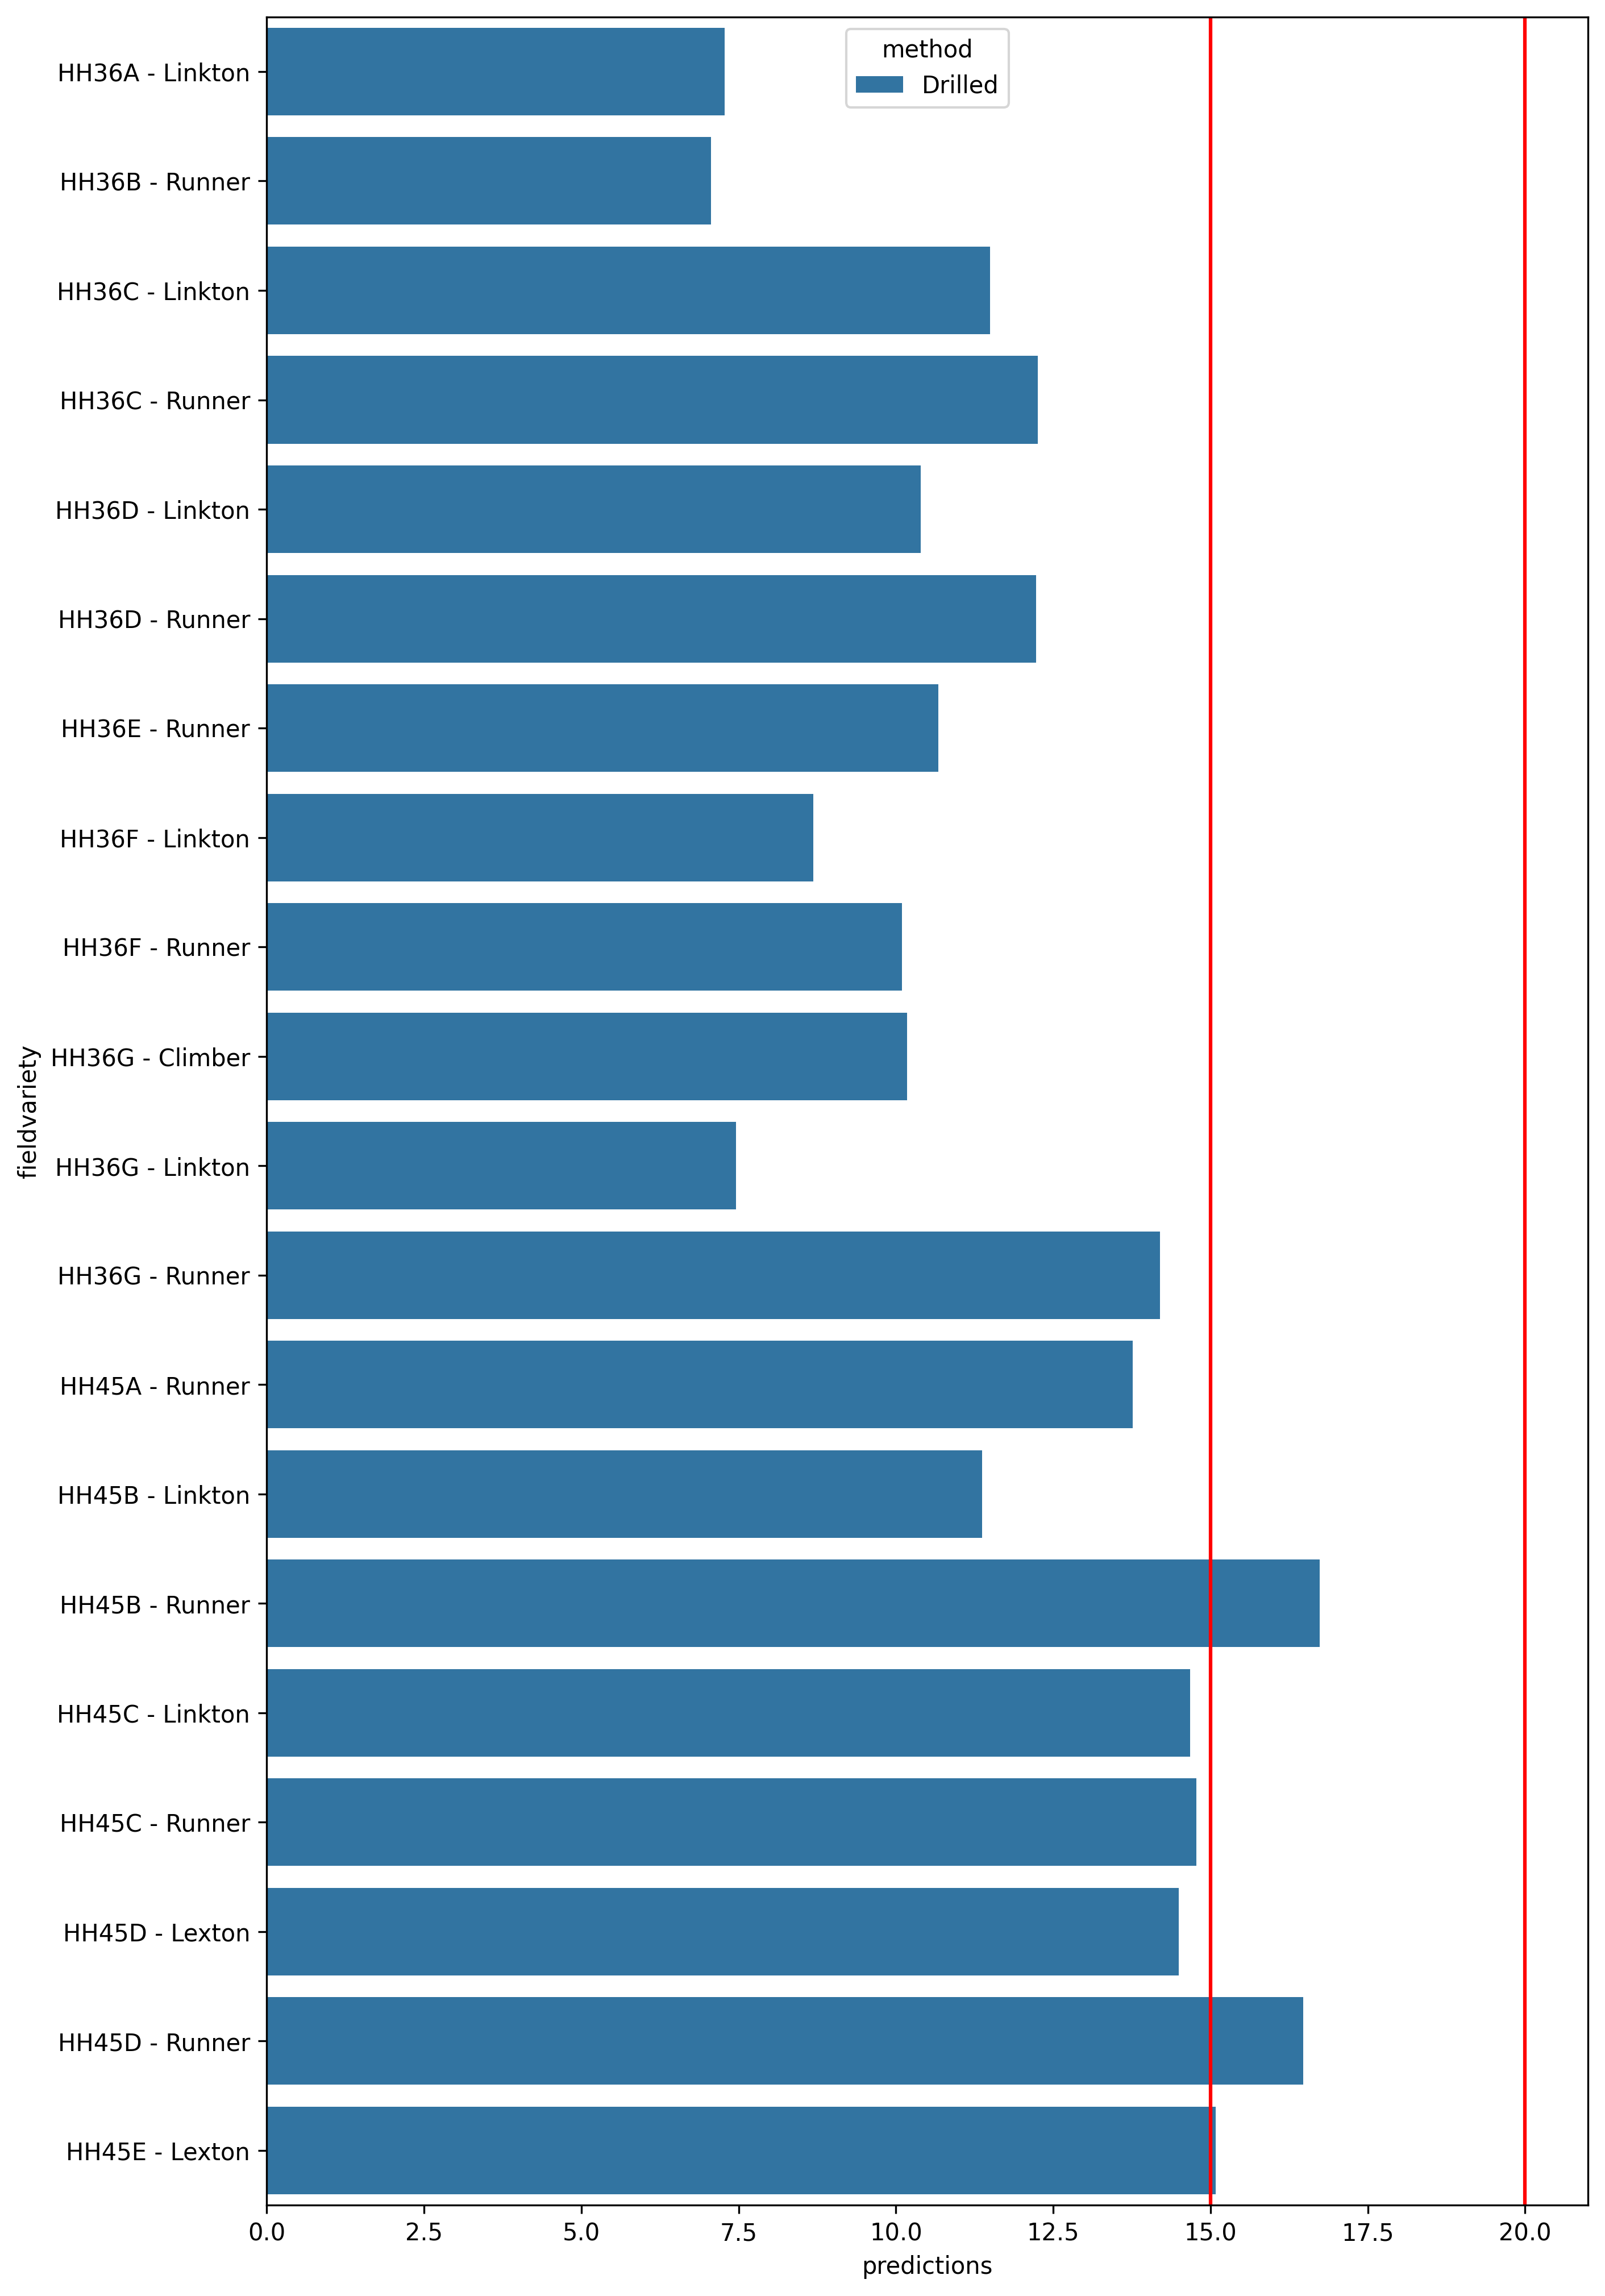 method
Drilled
HH36A - Linkton
HH36B - Runner
HH36C - Linkton
HH36C - Runner
HH36D - Linkton
HH36D - Runner
HH36E - Runner
HH36F - Linkton
HH36F - Runner
HH36G - Climber
HH36G - Linkton
HH36G - Runner
HH45A - Runner
HH45B - Linkton
HH45B - Runner
HH45C - Linkton
HH45C - Runner
HH45D - Lexton
HH45D - Runner
HH45E - Lexton
fieldvariety
0.0 2.5 5.0 7.5 10.0 12.5 15.0 17.5 20.0
predictions